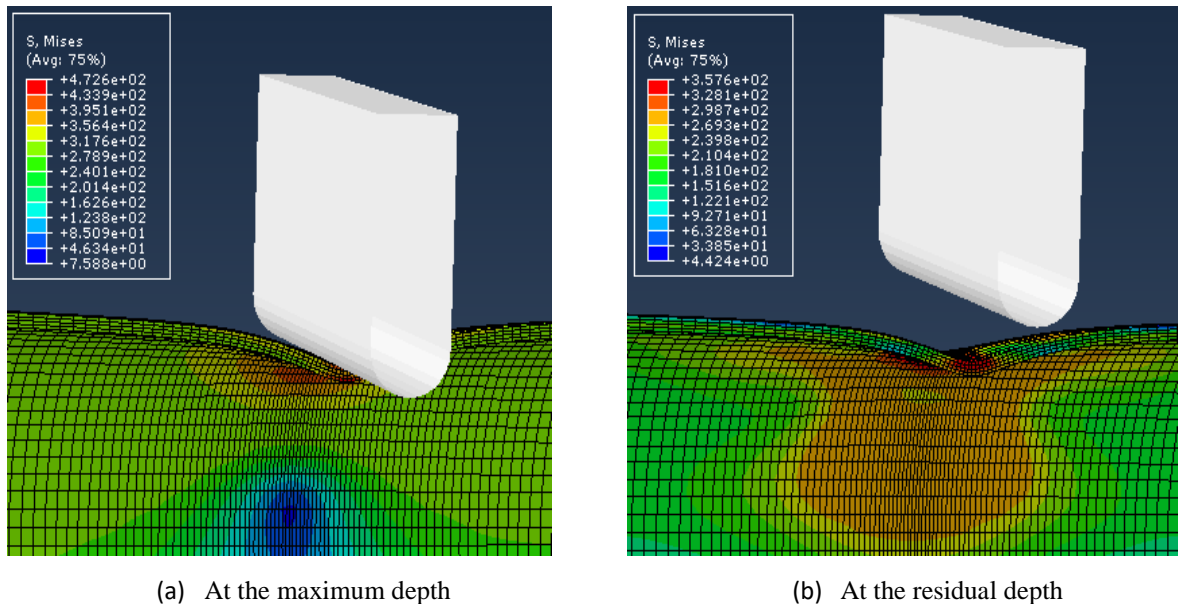 S, Mises
(Avg: 75%)
+4.726e+02
+4.339e+02
+3.951e+02
+3.564e+02
+3.176e+02
+2.789e+02
+2.401e+02
+2.014e+02
+1.626e+02
+1.238e+02
+8.509e+01
+4.634e+01
+7.588e+00
S, Mises
(Avg: 75%)
+3.576e+02
+3.281e+02
+2.987e+02
+2.693e+02
+2.398e+02
+2.104e+02
+1.810e+02
+1.516e+02
+1.221e+02
+9.271e+01
+6.328e+01
+3.385e+01
+4.424e+00
(a) At the maximum depth
(b) At the residual depth